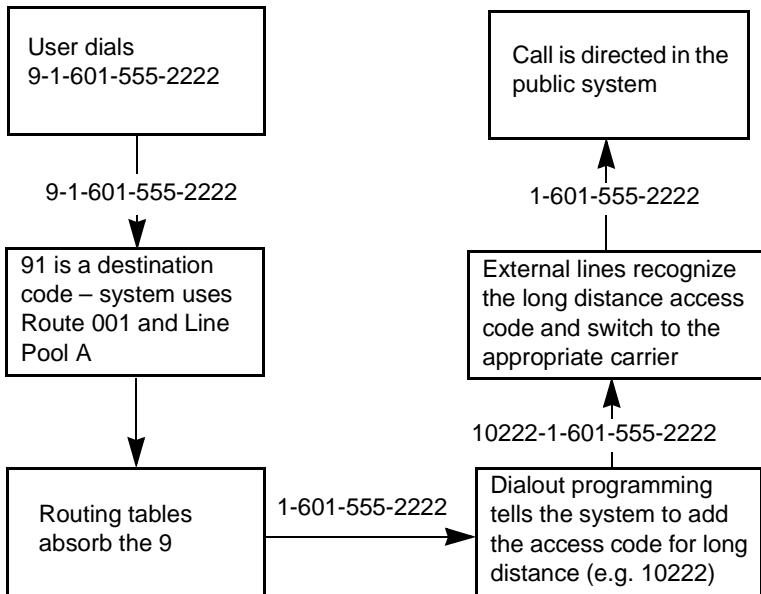 User dials
9-1-601-555-2222
9-1-601-555-2222
91 is a destination
code – system uses
Route 001 and Line
Pool A
Routing tables
absorb the 9
1-601-555-2222
Dialout programming
tells the system to add
the access code for long
distance (e.g. 10222)
10222-1-601-555-2222
External lines recognize
the long distance access
code and switch to the
appropriate carrier
1-601-555-2222
Call is directed in the
public system